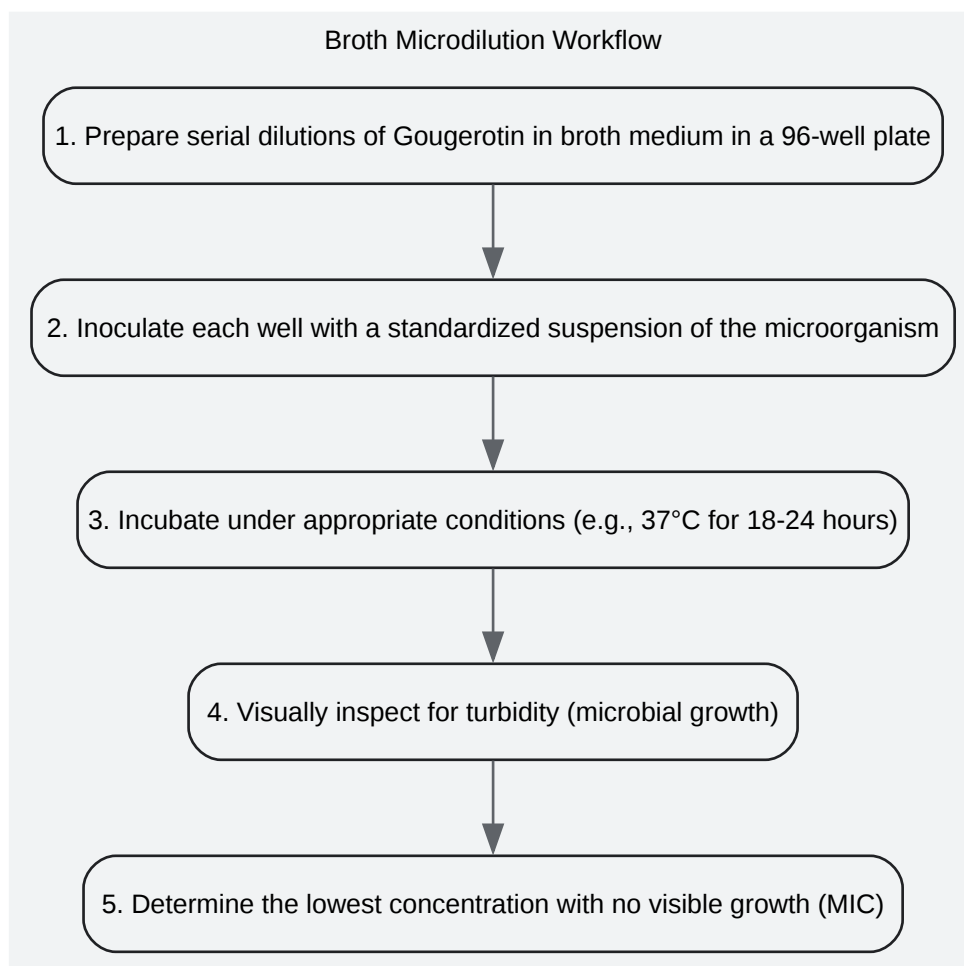 Broth Microdilution Workflow
1. Prepare serial dilutions of Gougerotin in broth medium in a 96-well plate
2. Inoculate each well with a standardized suspension of the microorganism
3. Incubate under appropriate conditions (e.g., 37°C for 18-24 hours)
4. Visually inspect for turbidity (microbial growth)
5. Determine the lowest concentration with no visible growth (MIC)